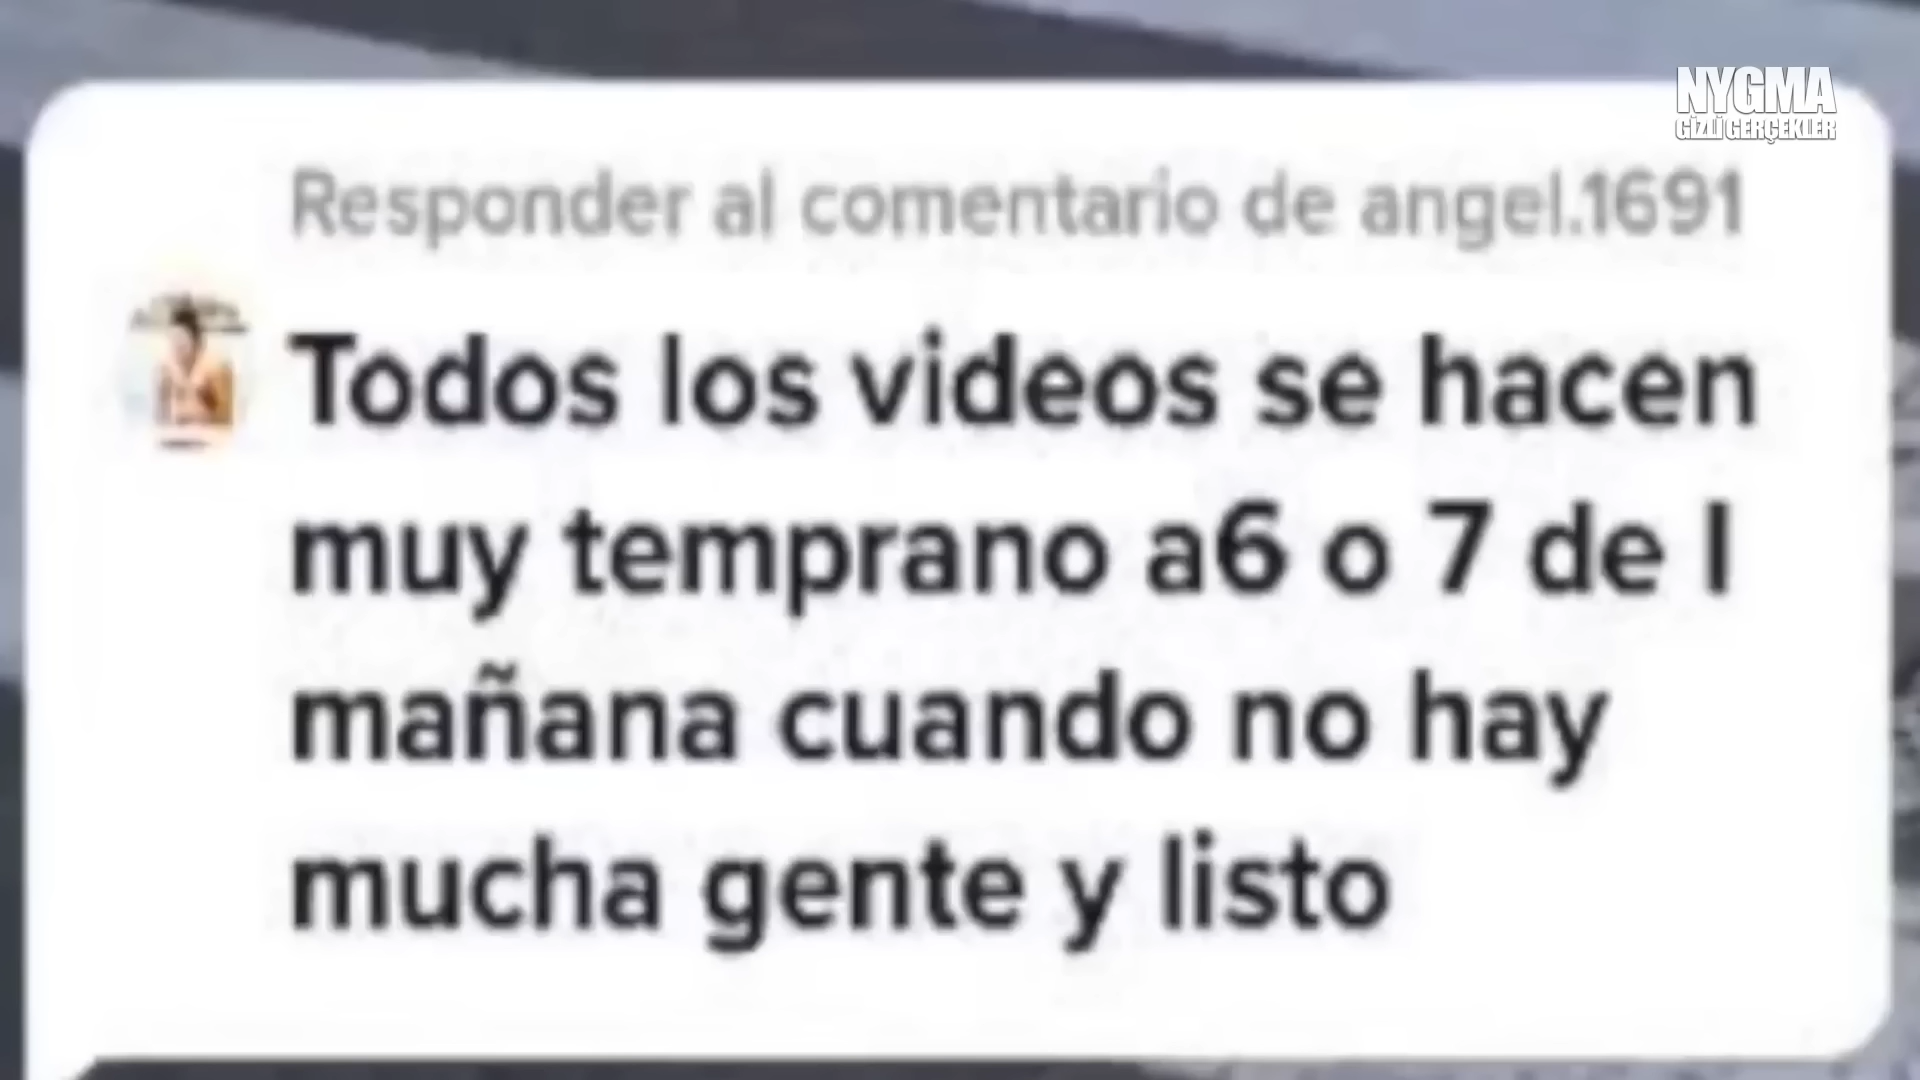 NYGMA
GİZLİ GERÇEKLER
Responder al comentario de angel.1691
Todos los videos se hacen
muy temprano a6 o 7 de l
mañana cuando no hay
mucha gente y listo